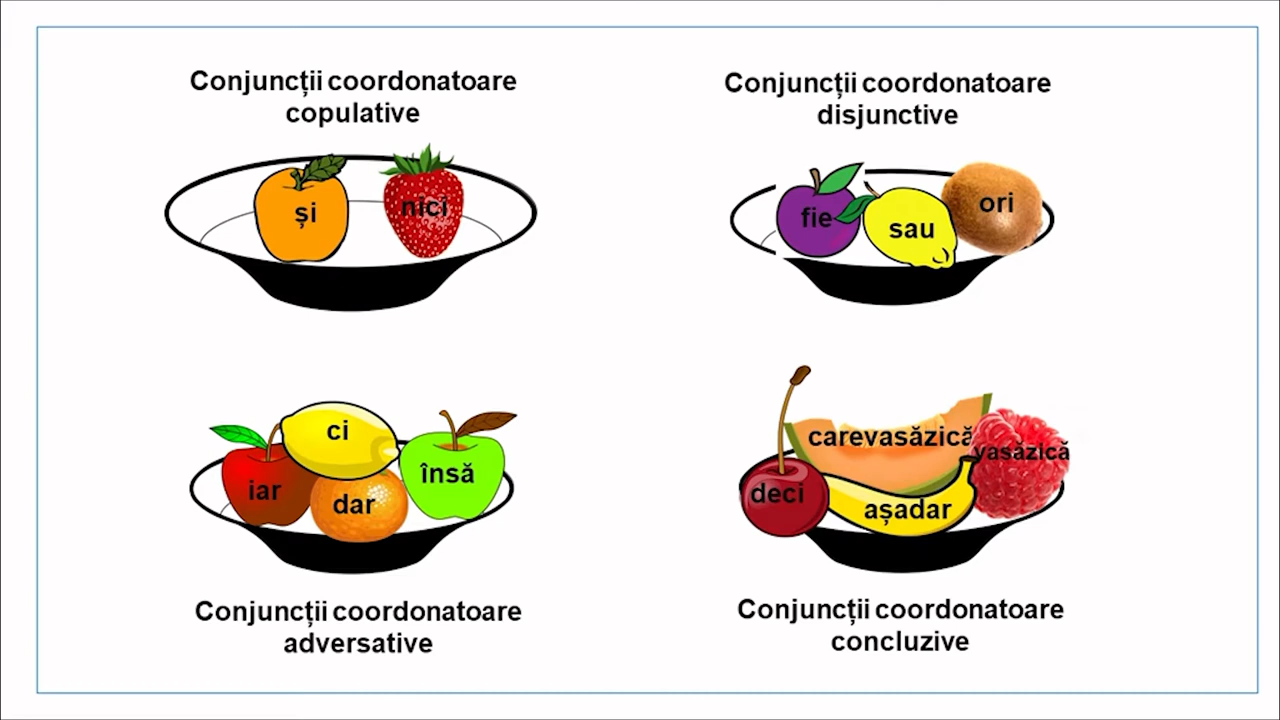 Conjuncții coordonatoare
copulative
și
nici
Conjuncții coordonatoare
disjunctive
fie
sau
ori
ci
iar
dar
însă
Conjuncții coordonatoare
adversative
carevasăzică
vasăzică
deci
așadar
Conjuncții coordonatoare
concluzive